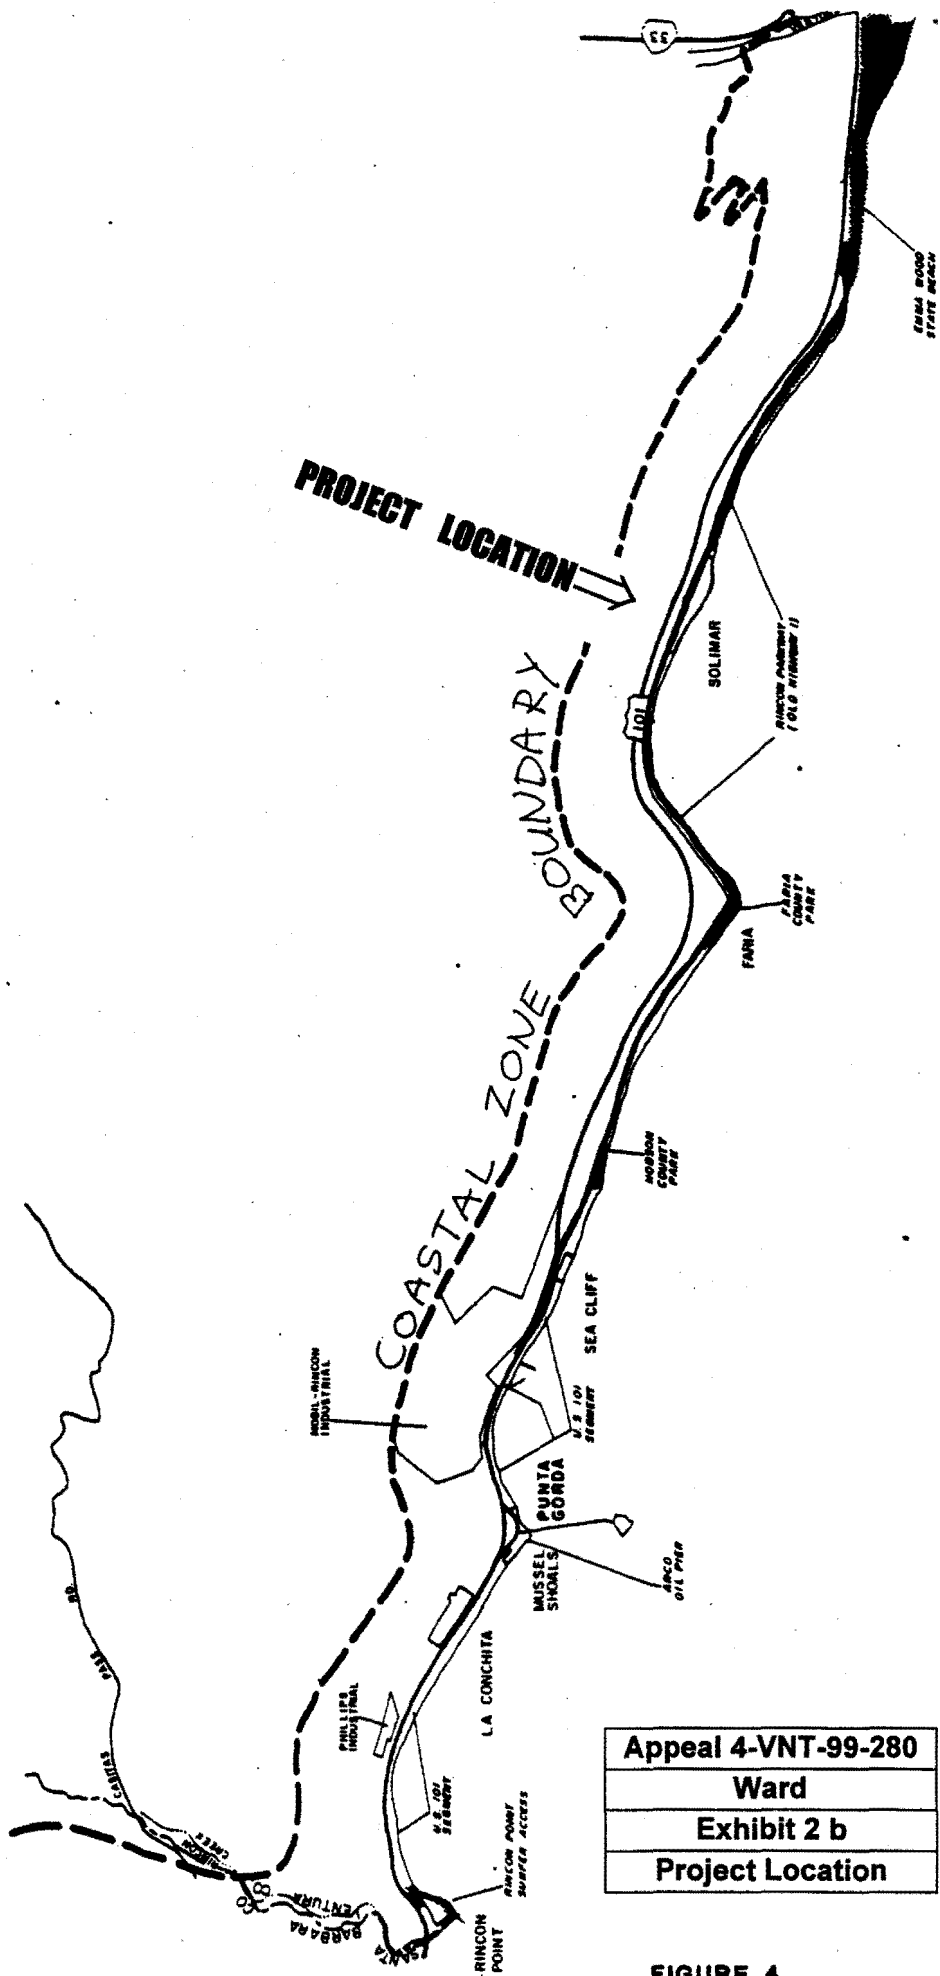 33
EMMA WOOD
STATE BEACH
PROJECT LOCATION
SOLIMAR
RINCON PARKWAY
(OLD HIGHWAY 1)
101
COASTAL ZONE BOUNDARY
FARIA
COUNTY
PARK
FARIA
HOBSON
COUNTY
PARK
SEA CLIFF
MOBIL-RINCON
INDUSTRIAL
U.S. 101
SEGMENT
PUNTA
GORDA
MUSSEL
SHOALS
ARCO
OIL PIER
LA CONCHITA
PHILLIPS
INDUSTRIAL
U.S. 101
SEGMENT
RINCON POINT
SURFER ACCESS
RINCON
POINT
CASITAS PASS RD.
RINCON
CREEK
SANTA BARBARA CO
VENTURA
Appeal 4-VNT-99-280
Ward
Exhibit 2 b
Project Location
FIGURE 4